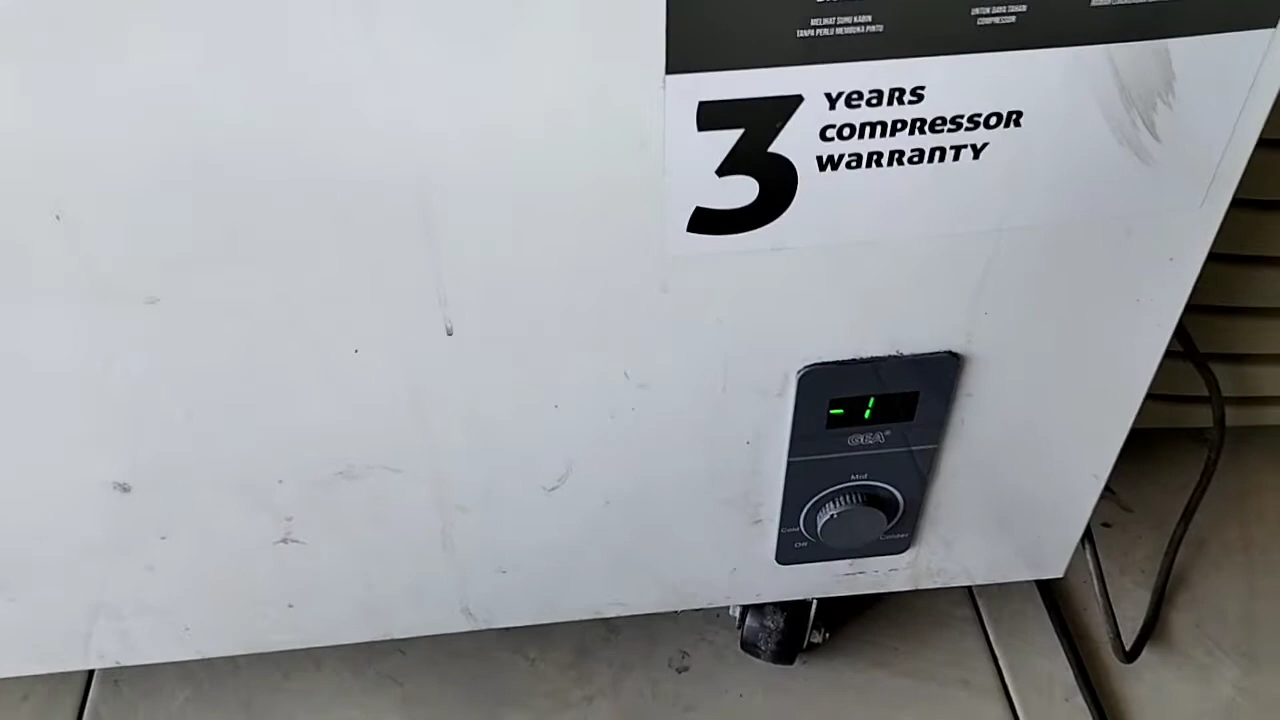 MELIHAT SUHU KABIN
TANPA PERLU MEMBUKA PINTU
UNTUK DAYA TAHAN
COMPRESSOR
3
YEARS
COMPRESSOR
WARRANTY
- 1
GEA®
Mid
Cold
Off
Colder